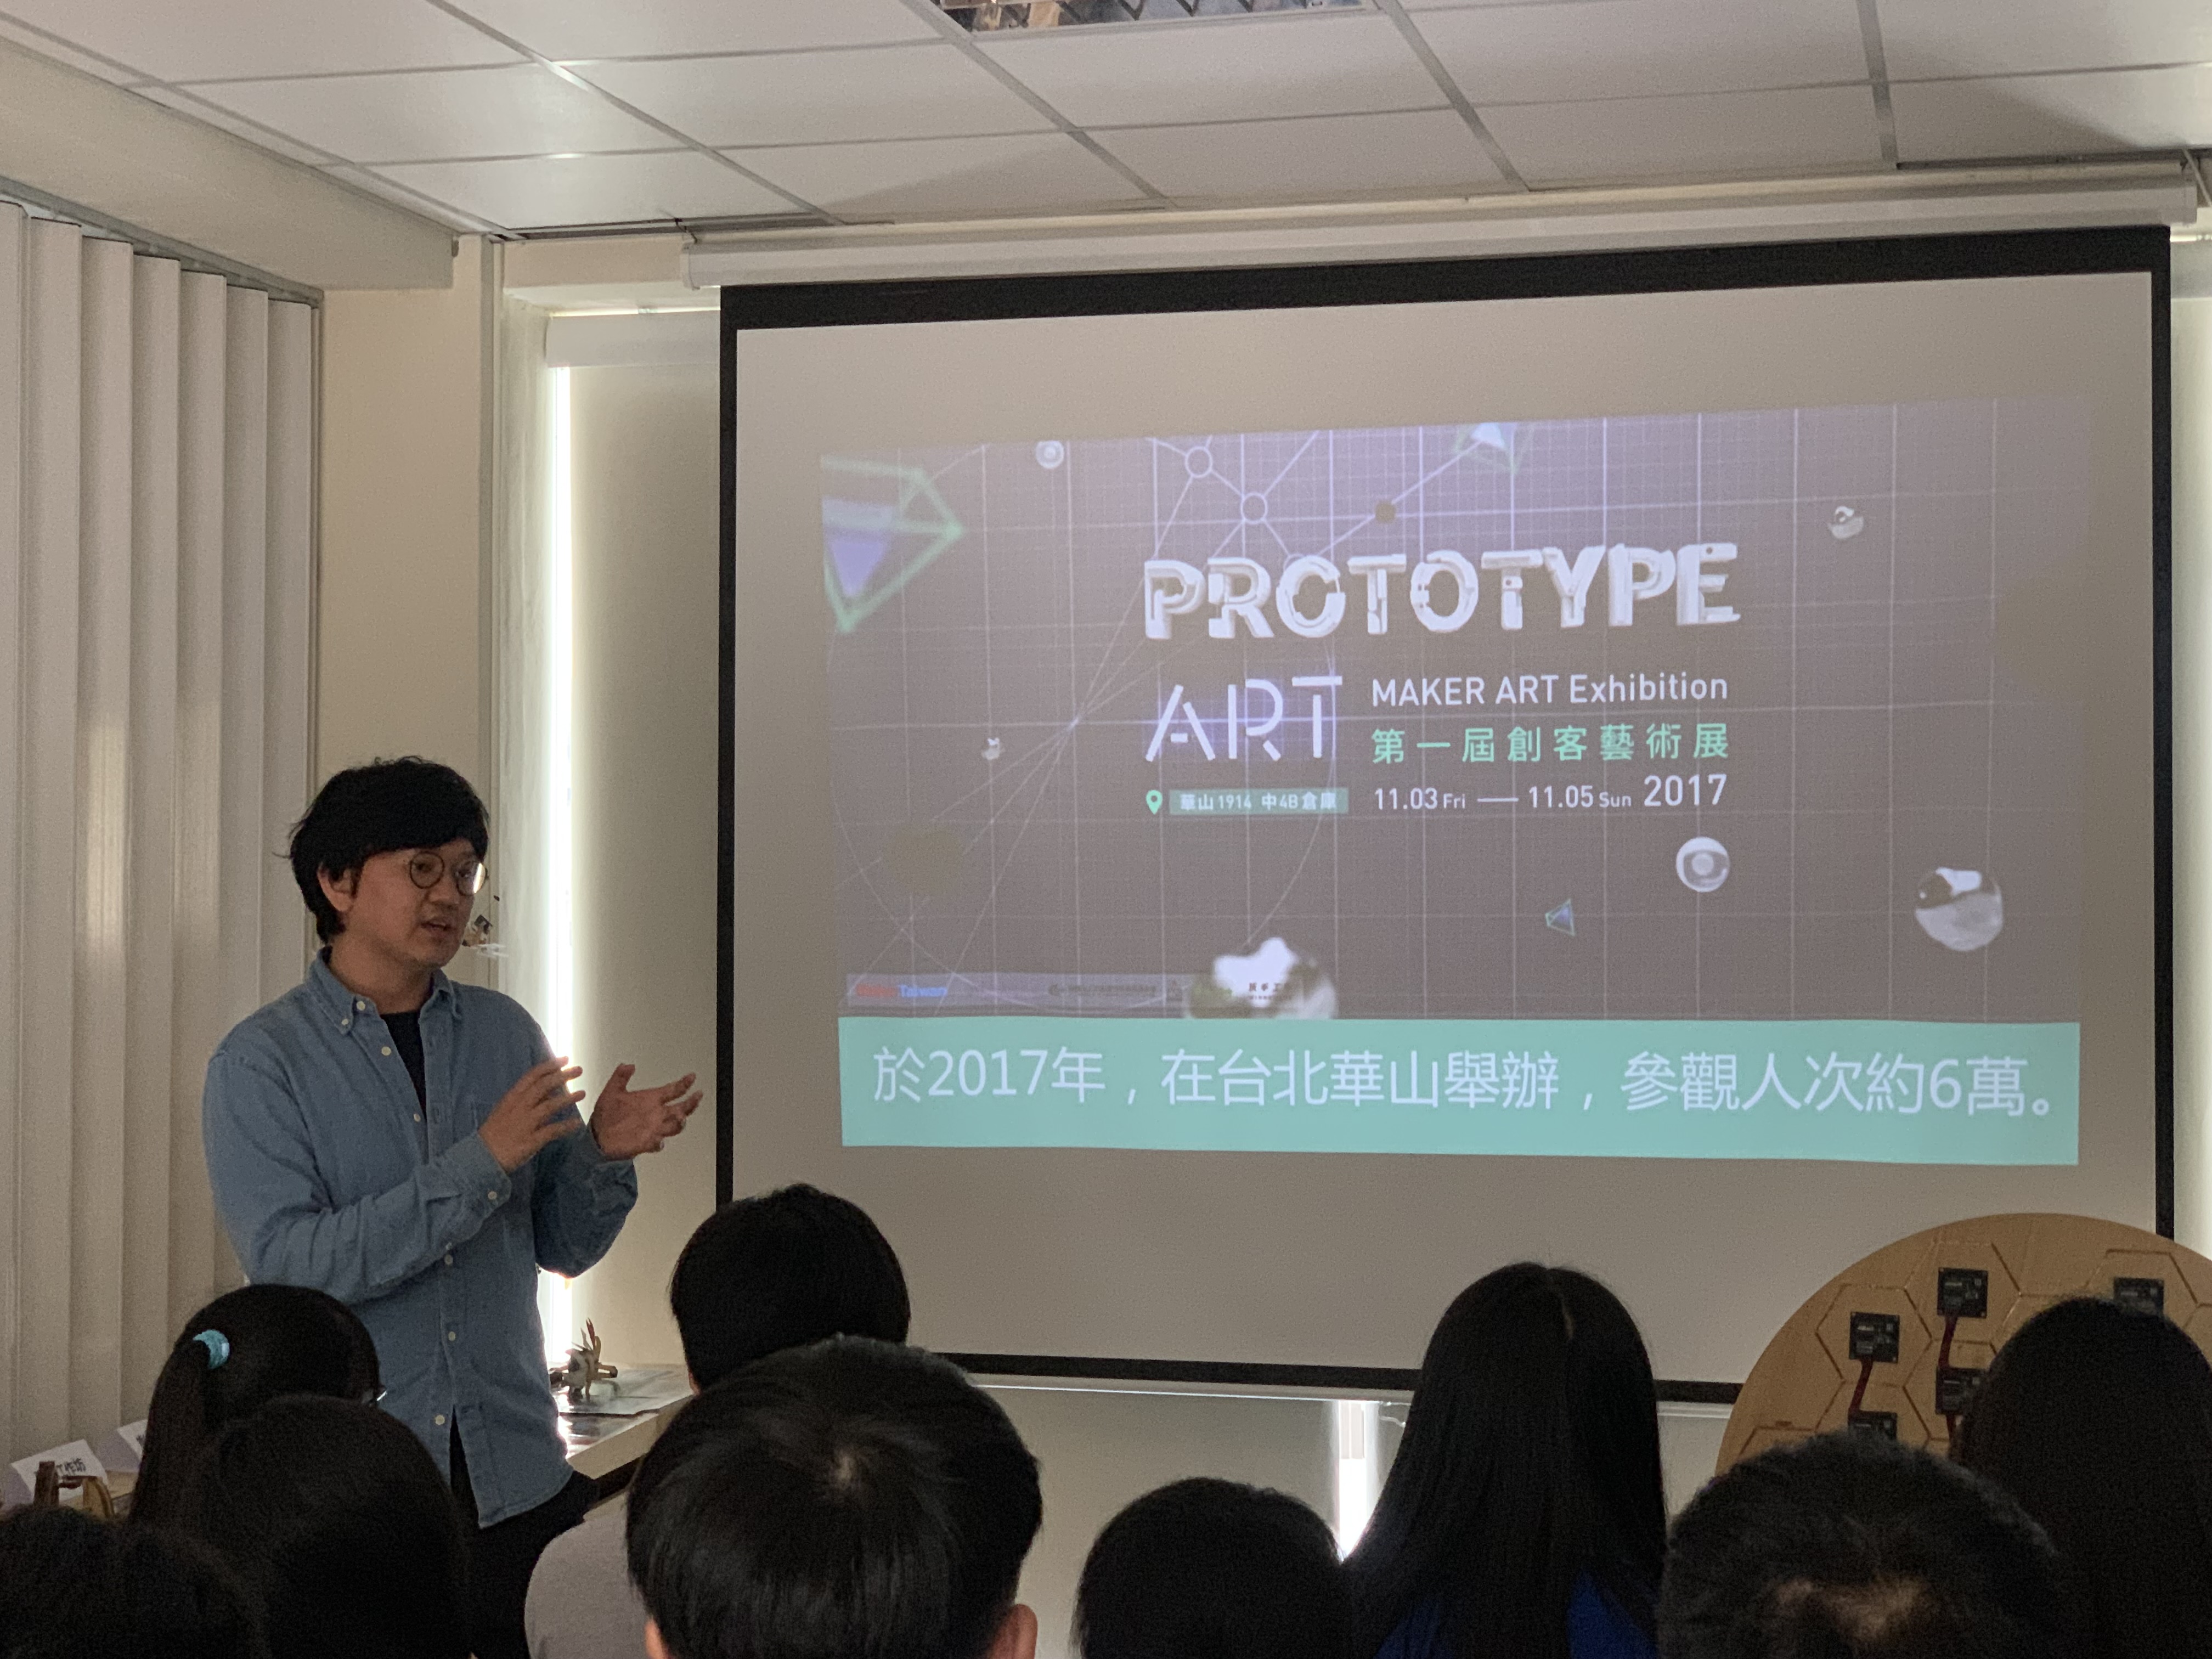 PROTOTYPE
ART
MAKER ART Exhibition
第一屆創客藝術展
華山1914 中4B倉庫
11.03 Fri — 11.05 Sun 2017
Taiwan
於2017年，在台北華山舉辦，參觀人次約6萬。